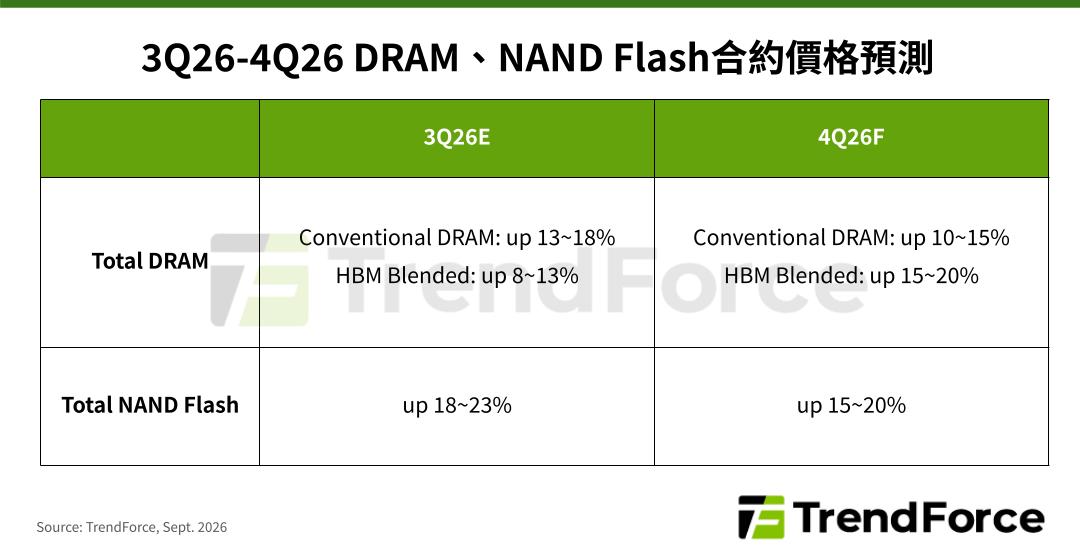 3Q26-4Q26 DRAM、NAND Flash合約價格預測
3Q26E
4Q26F
Total DRAM
Conventional DRAM: up 13~18%
HBM Blended: up 8~13%
Conventional DRAM: up 10~15%
HBM Blended: up 15~20%
TrendForce
Total NAND Flash
up 18~23%
up 15~20%
Source: TrendForce, Sept. 2026
TrendForce